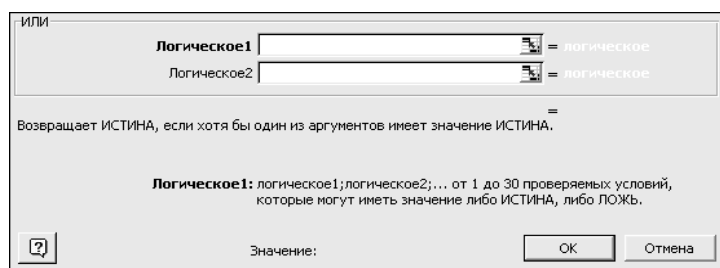 ИЛИ
Логическое1 = логическое
Логическое2 = логическое
=
Возвращает ИСТИНА, если хотя бы один из аргументов имеет значение ИСТИНА.
Логическое1: логическое1;логическое2;... от 1 до 30 проверяемых условий,
которые могут иметь значение либо ИСТИНА, либо ЛОЖЬ.
? Значение: OK Отмена